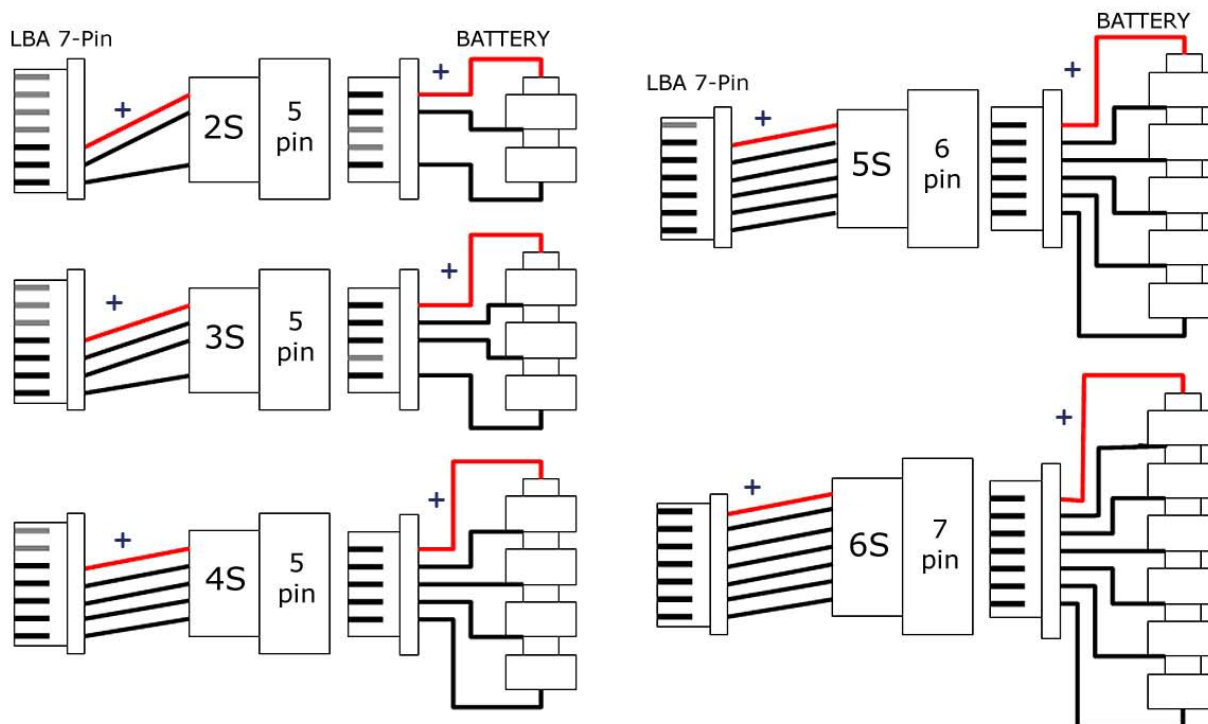 LBA 7-Pin
BATTERY
+
+
2S
5
pin
+
+
3S
5
pin
+
+
4S
5
pin
BATTERY
LBA 7-Pin
+
+
5S
6
pin
+
+
6S
7
pin